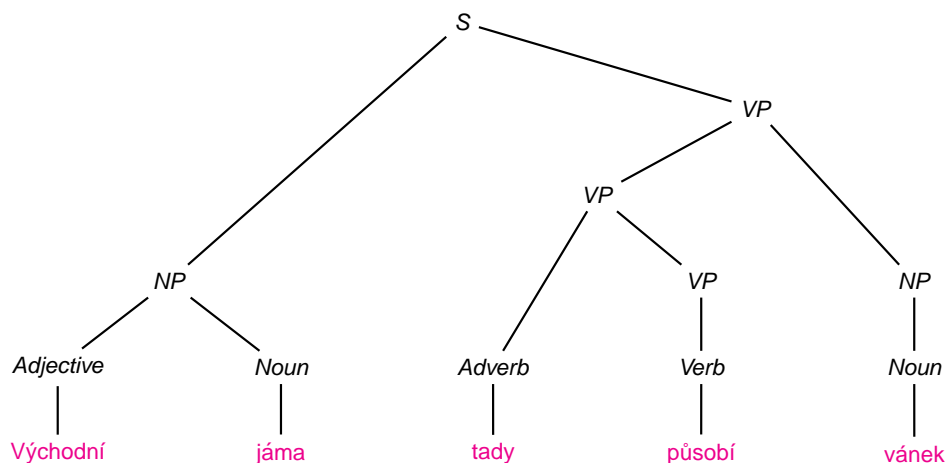 S
VP
VP
NP VP NP
Adjective Noun Adverb Verb Noun
Východní jáma tady působí vánek